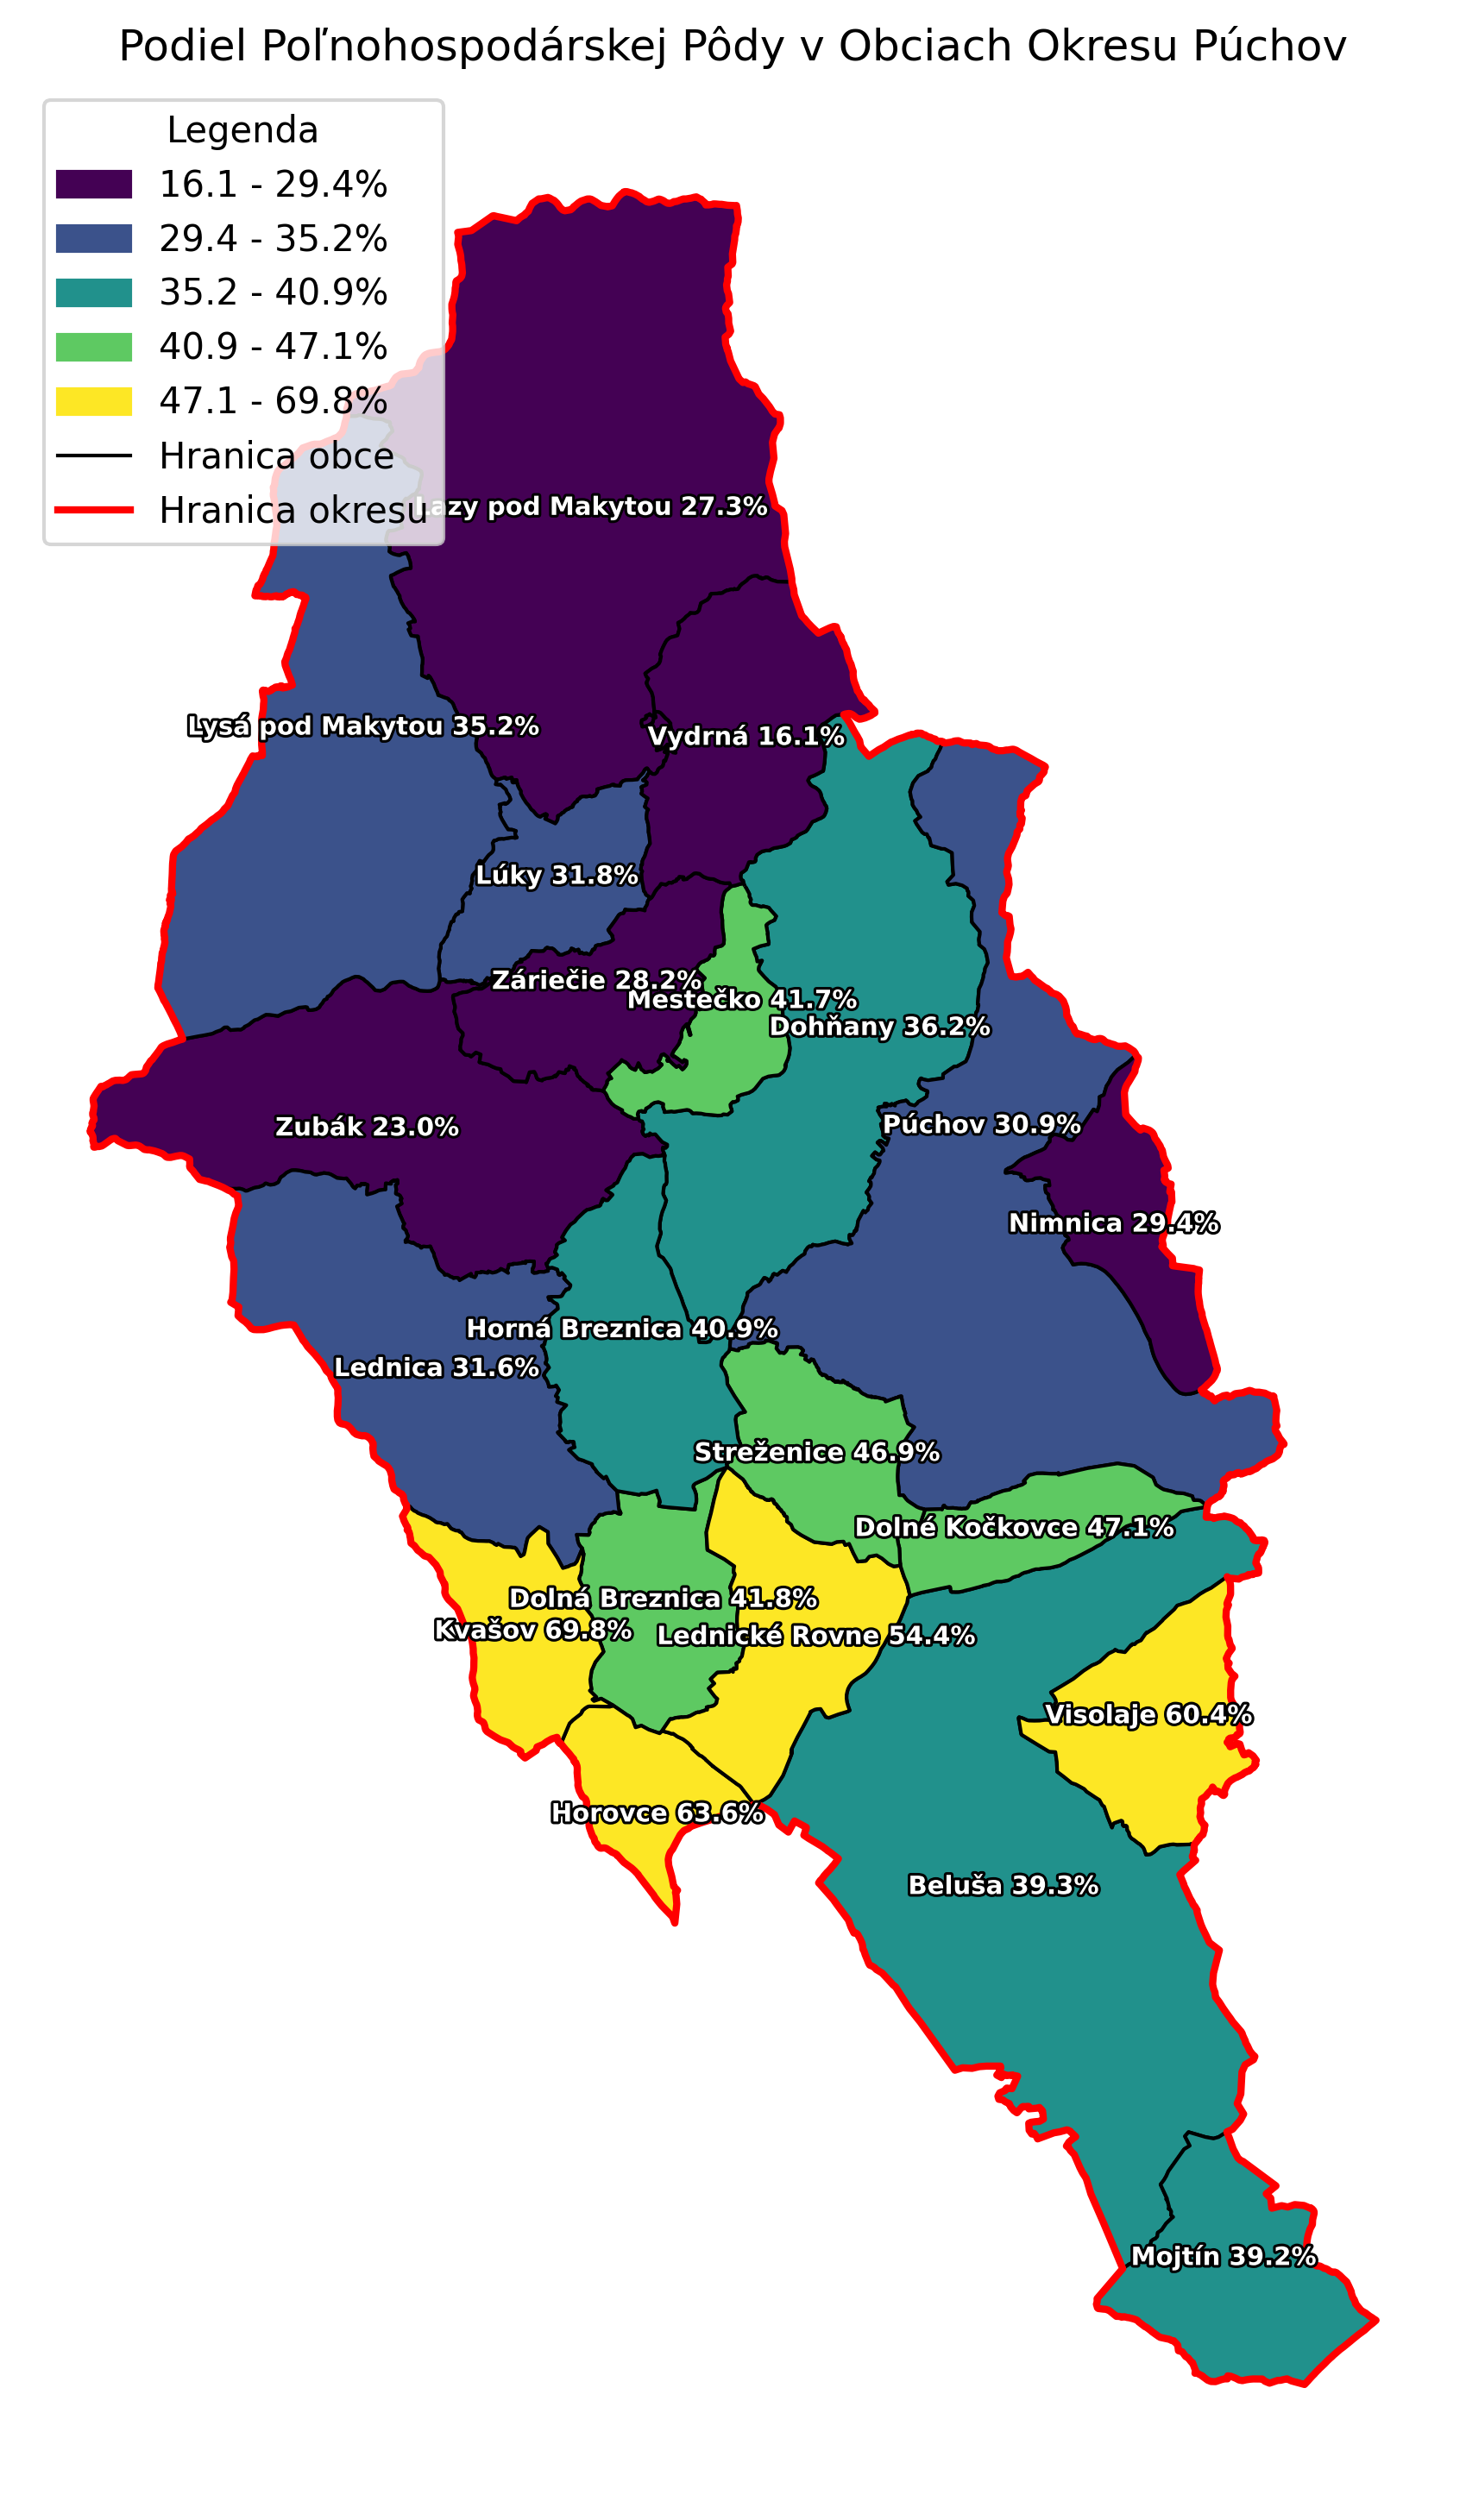 Podiel Poľnohospodárskej Pôdy v Obciach Okresu Púchov
Legenda
16.1 - 29.4%
29.4 - 35.2%
35.2 - 40.9%
40.9 - 47.1%
47.1 - 69.8%
Hranica obce
Hranica okresu
Lazy pod Makytou 27.3%
Lysá pod Makytou 35.2%
Vydrná 16.1%
Lúky 31.8%
Záriečie 28.2%
Mestečko 41.7%
Dohňany 36.2%
Zubák 23.0%
Púchov 30.9%
Nimnica 29.4%
Horná Breznica 40.9%
Lednica 31.6%
Streženice 46.9%
Dolné Kočkovce 47.1%
Dolná Breznica 41.8%
Kvašov 69.8%
Lednické Rovne 54.4%
Visolaje 60.4%
Horovce 63.6%
Beluša 39.3%
Mojtín 39.2%